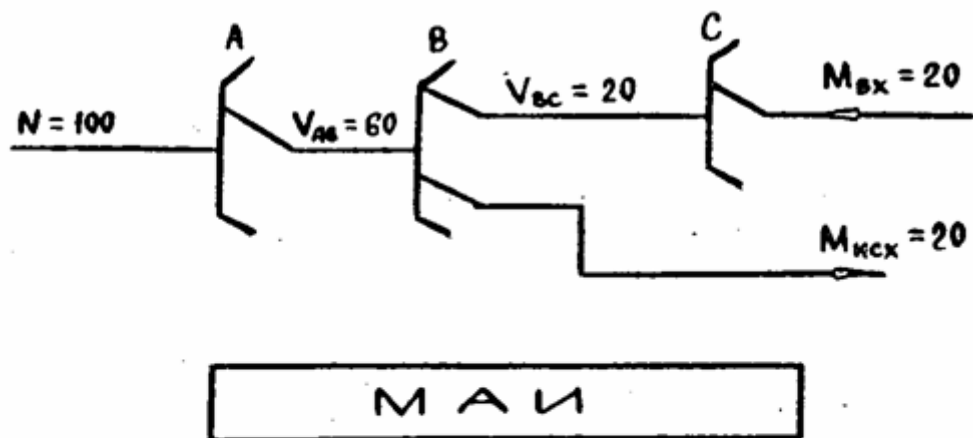 A B C
N = 100 V_AB = 60 V_BC = 20 M_ВХ = 20
M_ИСХ = 20
МАИ